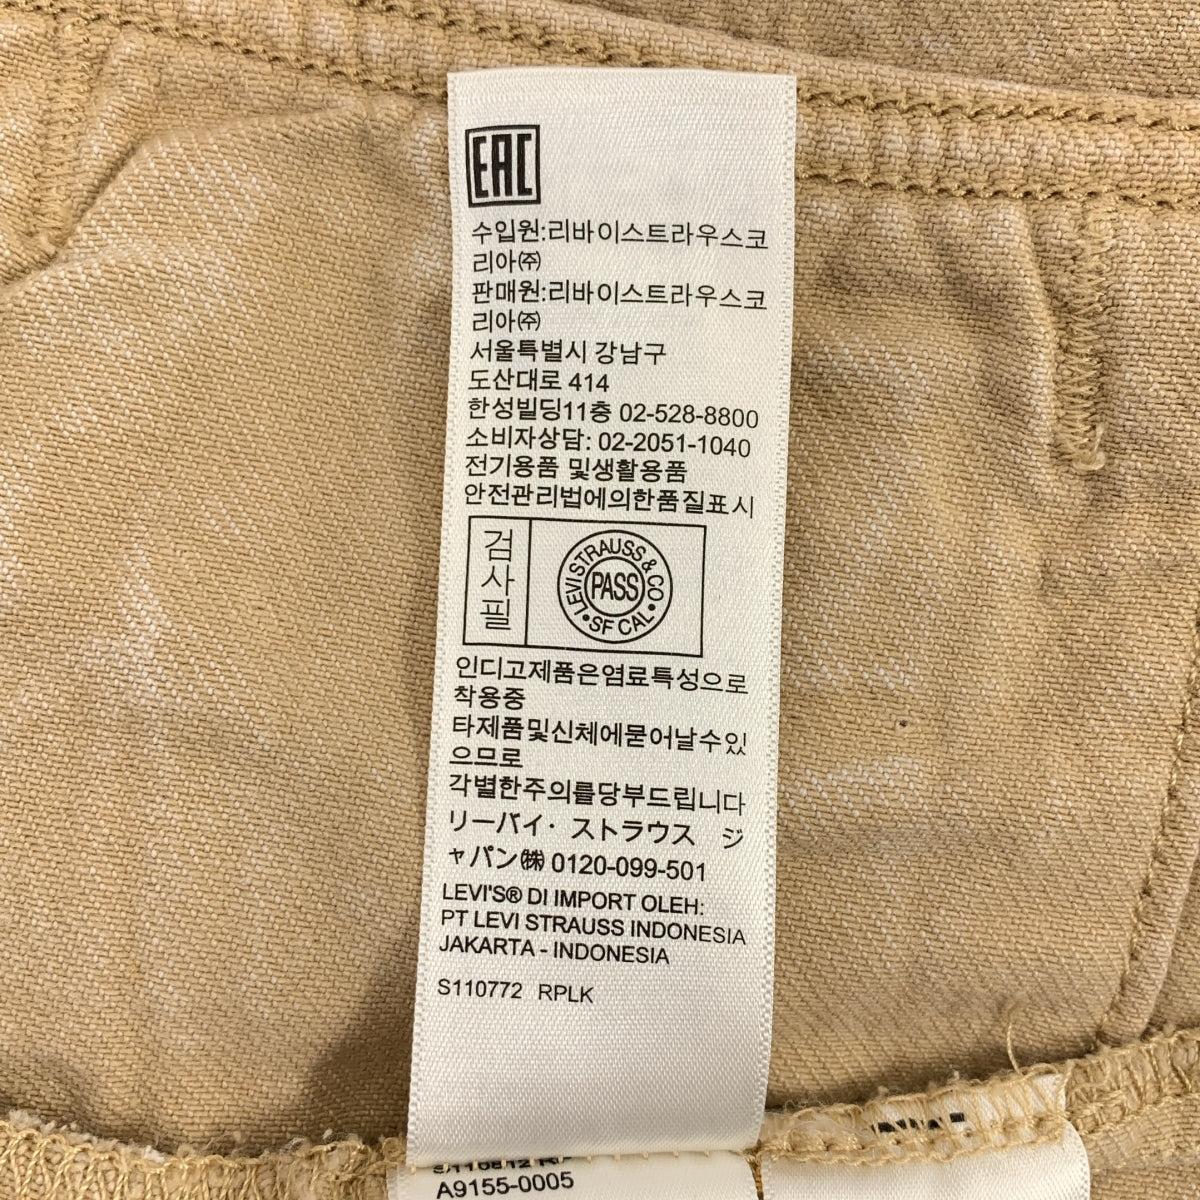 EAC
수입원:리바이스트라우스코
리아㈜
판매원:리바이스트라우스코
리아㈜
서울특별시 강남구
도산대로 414
한성빌딩11층 02-528-8800
소비자상담: 02-2051-1040
전기용품 및생활용품
안전관리법에의한품질표시
검
사
필
LEVI STRAUSS & CO
PASS
• SF CAL •
인디고제품은염료특성으로
착용중
타제품및신체에묻어날수있
으므로
각별한주의를당부드립니다
リーバイ・ストラウス ジ
ャパン㈱ 0120-099-501
LEVI'S® DI IMPORT OLEH:
PT LEVI STRAUSS INDONESIA
JAKARTA - INDONESIA
S110772 RPLK
A9155-0005